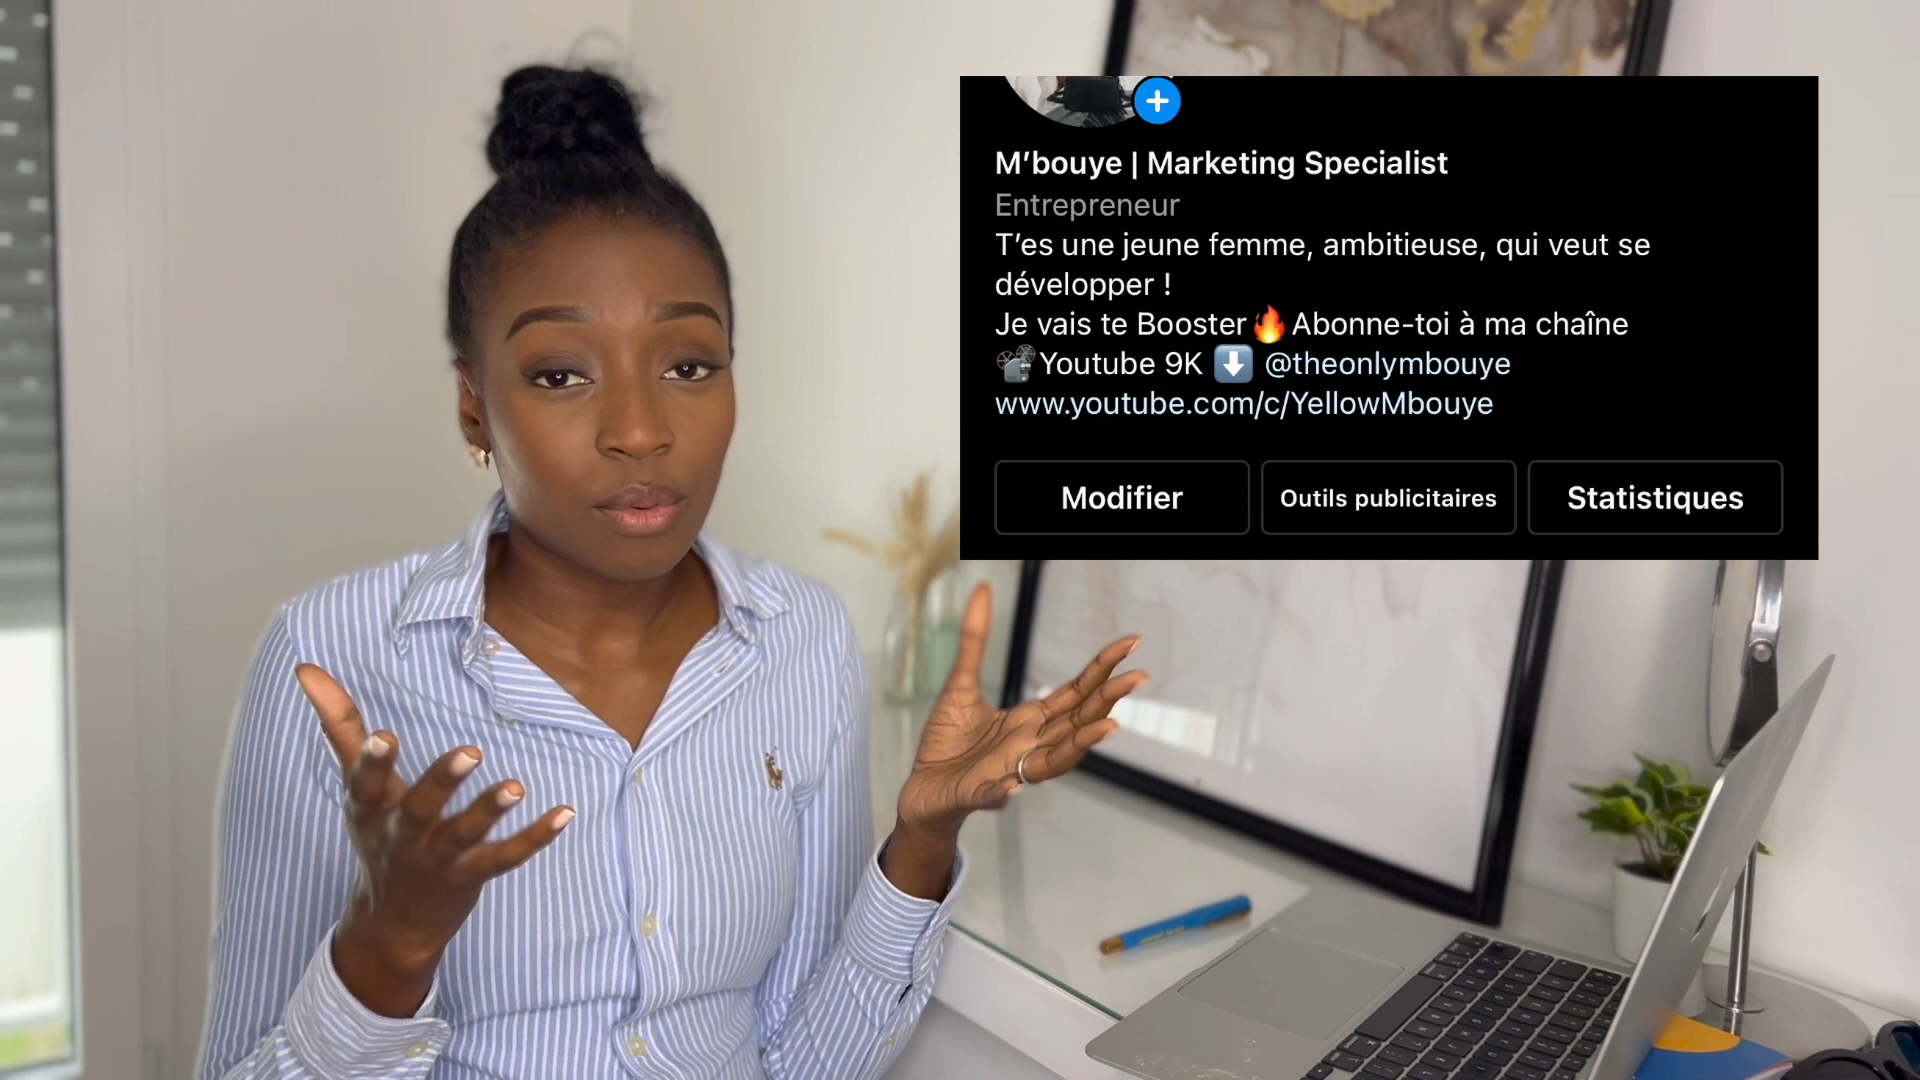 M’bouye | Marketing Specialist
Entrepreneur
T’es une jeune femme, ambitieuse, qui veut se
développer !
Je vais te Booster🔥Abonne-toi à ma chaîne
📽Youtube 9K ⬇️ @theonlymbouye
www.youtube.com/c/YellowMbouye
Modifier
Outils publicitaires
Statistiques